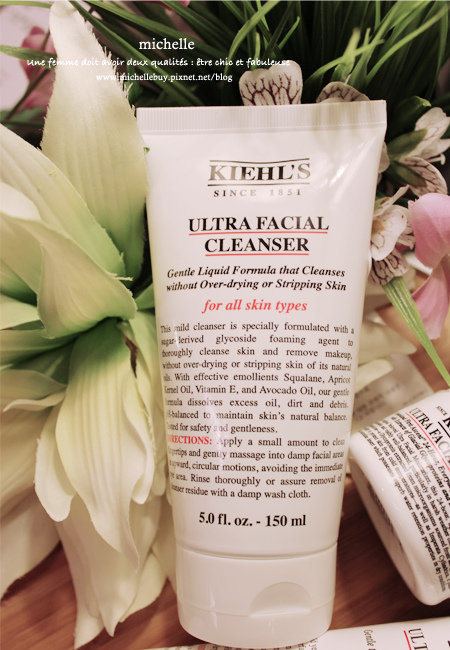 michelle
Une femme doit avoir deux qualités : être chic et fabuleuse
www.michellebuy.pixnet.net/blog
KIEHL'S
SINCE 1851
ULTRA FACIAL
CLEANSER
Gentle Liquid Formula that Cleanses
without Over-drying or Stripping Skin
for all skin types
This mild cleanser is specially formulated with a
sugar-derived glycoside foaming agent to
thoroughly cleanse skin and remove makeup,
without over-drying or stripping skin of its natural
oils. With effective emollients Squalane, Apricot
Kernel Oil, Vitamin E, and Avocado Oil, our gentle
formula dissolves excess oil, dirt and debris.
pH-balanced to maintain skin's natural balance.
Tested for safety and gentleness.
DIRECTIONS: Apply a small amount to clean
fingertips and gently massage into damp facial areas
in upward, circular motions, avoiding the immediate
eye area. Rinse thoroughly or assure removal of
cleanser residue with a damp wash cloth.
5.0 fl. oz. - 150 ml
ULTRA FACIAL
ULTRA FACIAL